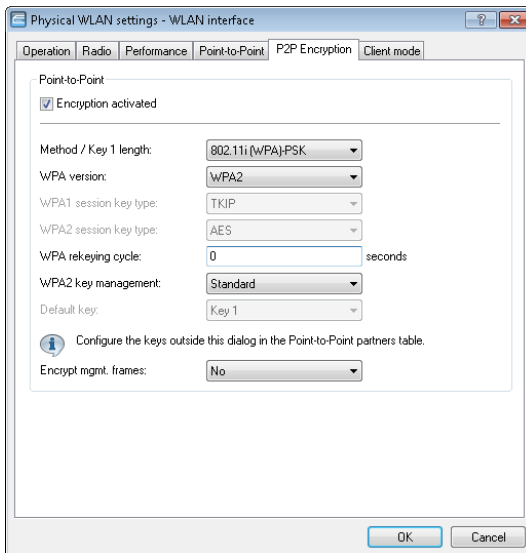 Physical WLAN settings - WLAN interface
Operation Radio Performance Point-to-Point P2P Encryption Client mode
Point-to-Point
Encryption activated
Method / Key 1 length: 802.11i (WPA)-PSK
WPA version: WPA2
WPA1 session key type: TKIP
WPA2 session key type: AES
WPA rekeying cycle: 0 seconds
WPA2 key management: Standard
Default key: Key 1
Configure the keys outside this dialog in the Point-to-Point partners table.
Encrypt mgmt. frames: No
OK Cancel